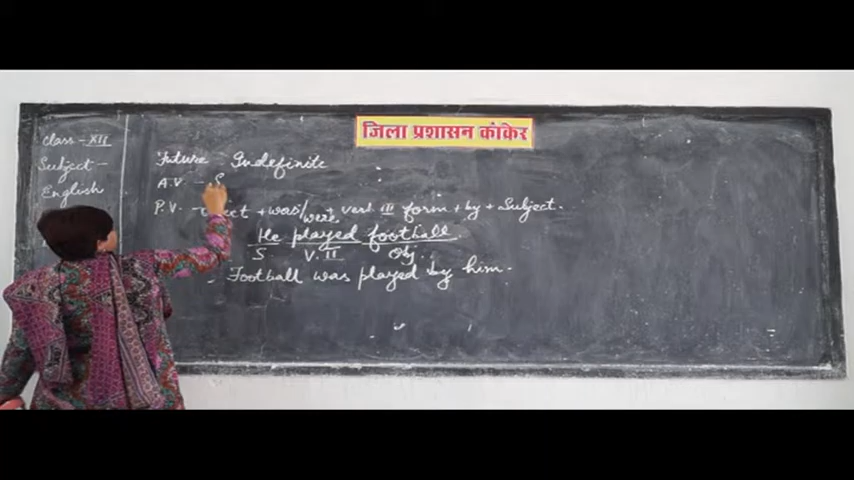 जिला प्रशासन कांकेर
Class - XII
Subject -
English
Future Indefinite
A.V. - S
P.V. - + was/were + verb III form + by + Subject.
He played football
S V. II Obj.
Football was played by him.